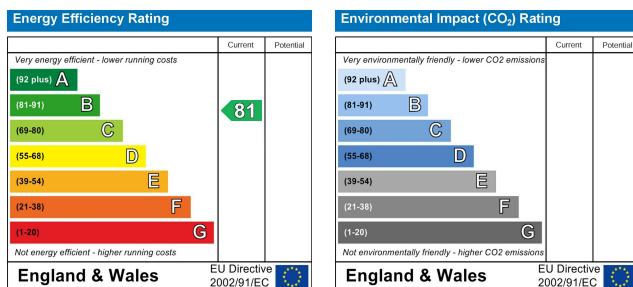 Energy Efficiency Rating
Current Potential
Very energy efficient - lower running costs
(92 plus) A
(81-91) B
81
(69-80) C
(55-68) D
(39-54) E
(21-38) F
(1-20) G
Not energy efficient - higher running costs
England & Wales
EU Directive
2002/91/EC
Environmental Impact (CO2) Rating
Current Potential
Very environmentally friendly - lower CO2 emissions
(92 plus) A
(81-91) B
(69-80) C
(55-68) D
(39-54) E
(21-38) F
(1-20) G
Not environmentally friendly - higher CO2 emissions
England & Wales
EU Directive
2002/91/EC